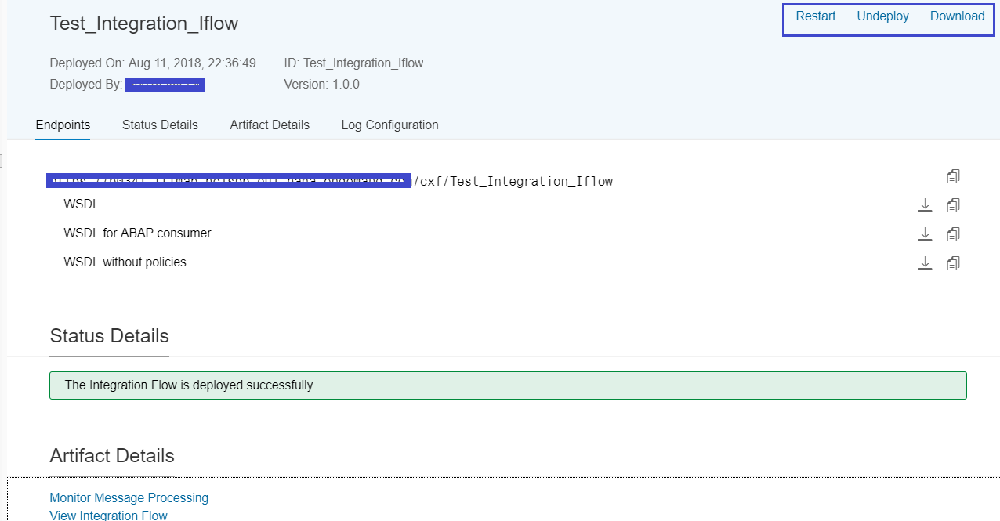 Test_Integration_Iflow
Restart Undeploy Download
Deployed On: Aug 11, 2018, 22:36:49 ID: Test_Integration_Iflow
Deployed By: Version: 1.0.0
Endpoints Status Details Artifact Details Log Configuration
/cxf/Test_Integration_Iflow
WSDL
WSDL for ABAP consumer
WSDL without policies
Status Details
The Integration Flow is deployed successfully.
Artifact Details
Monitor Message Processing
View Integration Flow